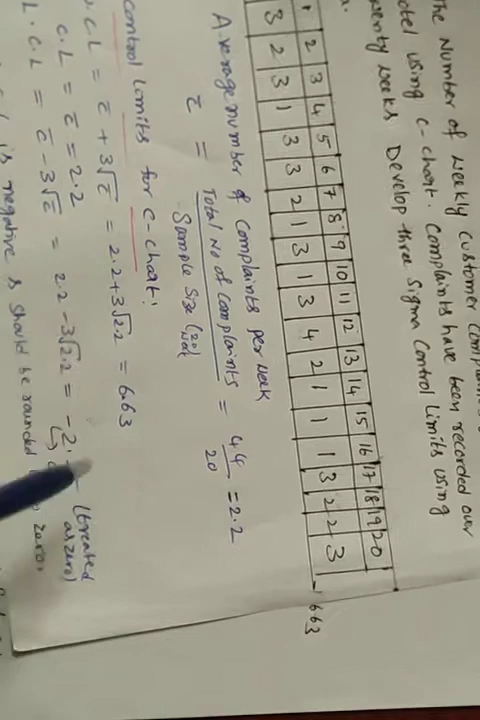 The Number of weekly customer complain
otel using c-chart. Complaints have been recorded over
wenty weeks Develop three Sigma Control Limits using
2 3 4 5 6 7 8 9 10 11 12 13 14 15 16 17 18 19 20
3 2 3 1 3 3 2 1 3 1 3 4 2 1 1 1 3 2 2 3
6.63
Average number of complaints per week
c̅ = Total No of complaints / Sample Size (20) = 44/20 = 2.2
control limits for c-chart:
U.C.L = c̅ + 3√c̅ = 2.2+3√2.2 = 6.63
C.L = c̅ = 2.2
L.C.L = c̅ - 3√c̅ = 2.2 - 3√2.2 = -2. (treated as zero)
is negative & should be rounded zero.